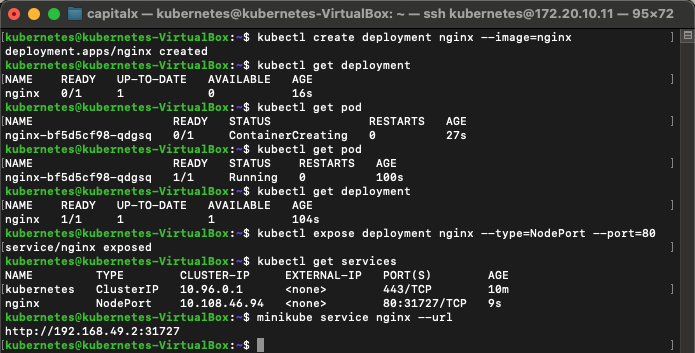 capitalx — kubernetes@kubernetes-VirtualBox: ~ — ssh kubernetes@172.20.10.11 — 95×72
[kubernetes@kubernetes-VirtualBox:~$ kubectl create deployment nginx --image=nginx ]
deployment.apps/nginx created
[kubernetes@kubernetes-VirtualBox:~$ kubectl get deployment ]
NAME    READY   UP-TO-DATE   AVAILABLE   AGE
nginx   0/1     1            0           16s
[kubernetes@kubernetes-VirtualBox:~$ kubectl get pod ]
NAME                    READY   STATUS              RESTARTS   AGE
nginx-bf5d5cf98-qdgsq   0/1     ContainerCreating   0          27s
[kubernetes@kubernetes-VirtualBox:~$ kubectl get pod ]
NAME                    READY   STATUS    RESTARTS   AGE
nginx-bf5d5cf98-qdgsq   1/1     Running   0          100s
[kubernetes@kubernetes-VirtualBox:~$ kubectl get deployment ]
NAME    READY   UP-TO-DATE   AVAILABLE   AGE
nginx   1/1     1            1           104s
kubernetes@kubernetes-VirtualBox:~$ kubectl expose deployment nginx --type=NodePort --port=80
[service/nginx exposed ]
kubernetes@kubernetes-VirtualBox:~$ kubectl get services
NAME         TYPE        CLUSTER-IP     EXTERNAL-IP   PORT(S)        AGE
[kubernetes   ClusterIP   10.96.0.1      <none>        443/TCP        10m ]
nginx        NodePort    10.108.46.94   <none>        80:31727/TCP   9s
[kubernetes@kubernetes-VirtualBox:~$ minikube service nginx --url ]
http://192.168.49.2:31727
kubernetes@kubernetes-VirtualBox:~$